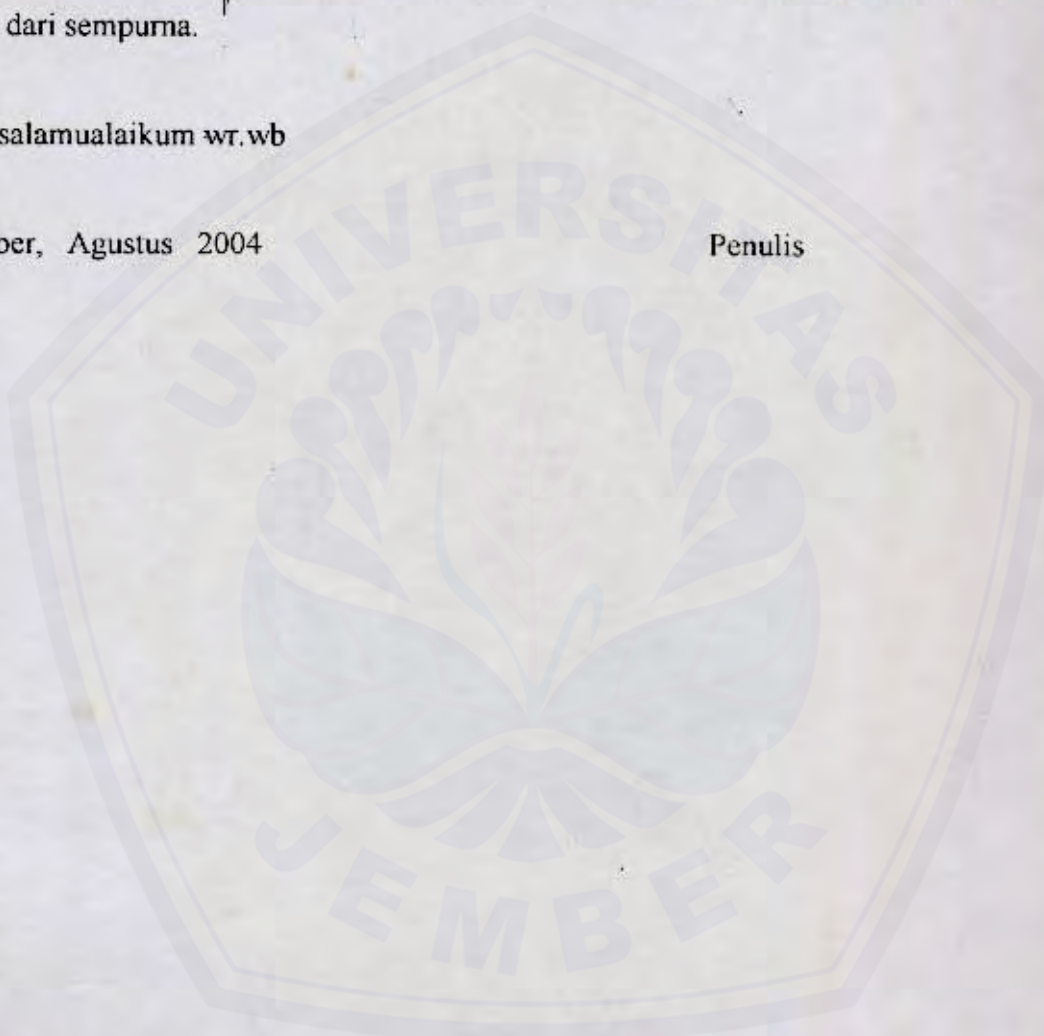 dari sempurna.
salamualaikum wr.wb
ber, Agustus 2004 Penulis
UNIVERSITAS
JEMBER